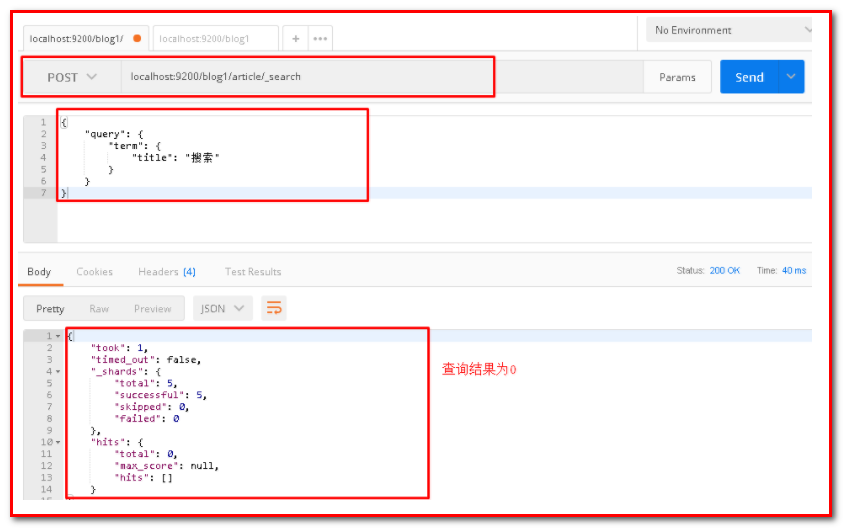 localhost:9200/blog1/
localhost:9200/blog1
+
•••
No Environment
POST
localhost:9200/blog1/article/_search
Params
Send
1 {
2 "query": {
3 "term": {
4 "title": "搜索"
5 }
6 }
7 }
Body
Cookies
Headers (4)
Test Results
Status: 200 OK
Time: 40 ms
Pretty
Raw
Preview
JSON
1 {
2 "took": 1,
3 "timed_out": false,
4 "_shards": {
5 "total": 5,
6 "successful": 5,
7 "skipped": 0,
8 "failed": 0
9 },
10 "hits": {
11 "total": 0,
12 "max_score": null,
13 "hits": []
14 }
查询结果为0